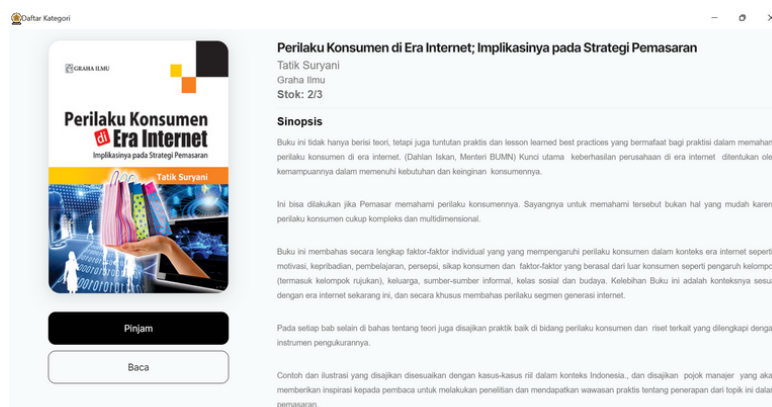 Daftar Kategori
GRAHA ILMU
Perilaku Konsumen
di Era Internet
Implikasinya pada Strategi Pemasaran
Tatik Suryani
Pinjam
Baca
Perilaku Konsumen di Era Internet; Implikasinya pada Strategi Pemasaran
Tatik Suryani
Graha Ilmu
Stok: 2/3
Sinopsis
Buku ini tidak hanya berisi teori, tetapi juga tuntutan praktis dan lesson learned best practices yang bermafaat bagi praktisi dalam memahan
perilaku konsumen di era internet. (Dahlan Iskan, Menteri BUMN) Kunci utama keberhasilan perusahaan di era internet ditentukan ole
kemampuannya dalam memenuhi kebutuhan dan keinginan konsumennya.
Ini bisa dilakukan jika Pemasar memahami perilaku konsumennya. Sayangnya untuk memahami tersebut bukan hal yang mudah karen
perilaku konsumen cukup kompleks dan multidimensional.
Buku ini membahas secara lengkap faktor-faktor individual yang yang mempengaruhi perilaku konsumen dalam konteks era internet seperti
motivasi, kepribadian, pembelajaran, persepsi, sikap konsumen dan faktor-faktor yang berasal dari luar konsumen seperti pengaruh kelompo
(termasuk kelompok rujukan), keluarga, sumber-sumber informal, kelas sosial dan budaya. Kelebihan Buku ini adalah konteksnya sesua
dengan era internet sekarang ini, dan secara khusus membahas perilaku segmen generasi internet.
Pada setiap bab selain di bahas tentang teori juga disajikan praktik baik di bidang perilaku konsumen dan riset terkait yang dilengkapi denga
instrumen pengukurannya.
Contoh dan ilustrasi yang disajikan disesuaikan dengan kasus-kasus riil dalam konteks Indonesia., dan disajikan pojok manajer yang aka
memberikan inspirasi kepada pembaca untuk melakukan penelitian dan mendapatkan wawasan praktis tentang penerapan dari topik ini dalar
pemasaran.